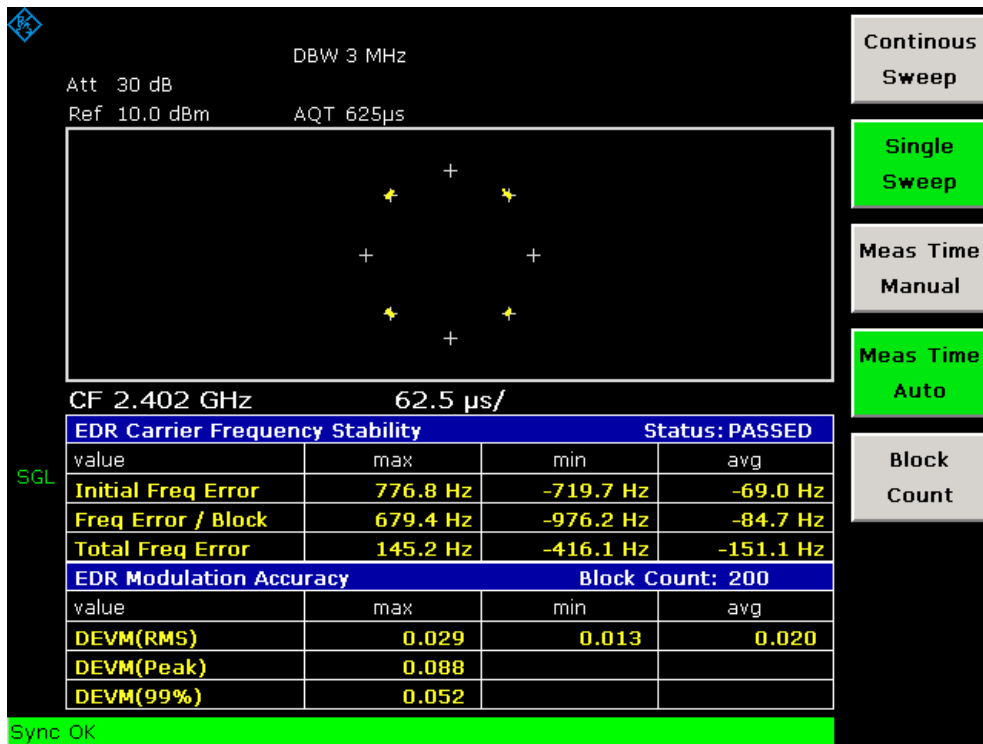 DBW 3 MHz
Att 30 dB
Ref 10.0 dBm AQT 625µs
CF 2.402 GHz 62.5 µs/
EDR Carrier Frequency Stability Status: PASSED
value max min avg
Initial Freq Error 776.8 Hz -719.7 Hz -69.0 Hz
Freq Error / Block 679.4 Hz -976.2 Hz -84.7 Hz
Total Freq Error 145.2 Hz -416.1 Hz -151.1 Hz
EDR Modulation Accuracy Block Count: 200
value max min avg
DEVM(RMS) 0.029 0.013 0.020
DEVM(Peak) 0.088
DEVM(99%) 0.052
SGL
Sync OK
Continous
Sweep
Single
Sweep
Meas Time
Manual
Meas Time
Auto
Block
Count